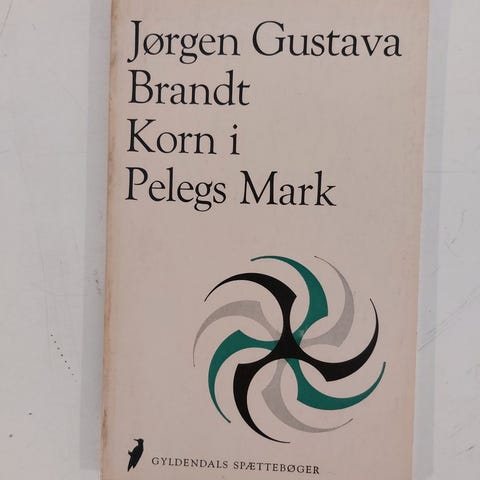 Jørgen Gustava
Brandt
Korn i
Pelegs Mark
GYLDENDALS SPÆTTEBØGER